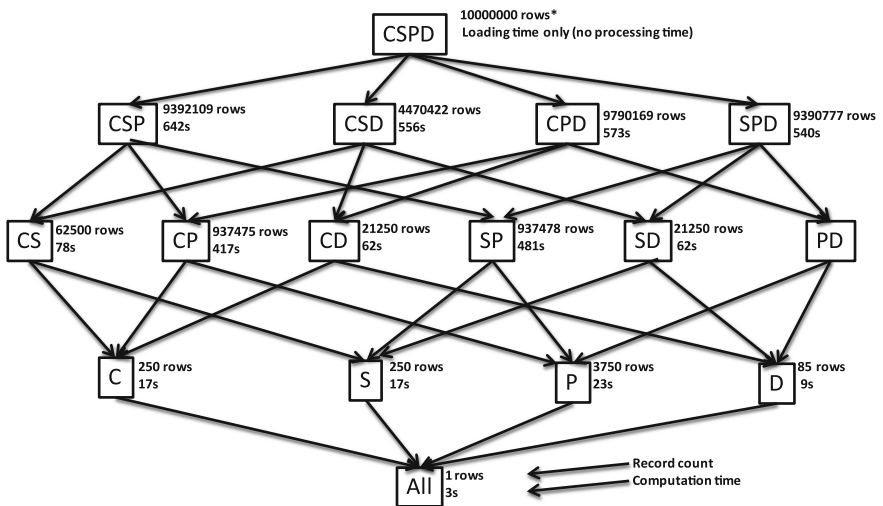 CSPD
10000000 rows*
Loading time only (no processing time)
CSP
9392109 rows
642s
CSD
4470422 rows
556s
CPD
9790169 rows
573s
SPD
9390777 rows
540s
CS
62500 rows
78s
CP
937475 rows
417s
CD
21250 rows
62s
SP
937478 rows
481s
SD
21250 rows
62s
PD
C
250 rows
17s
S
250 rows
17s
P
3750 rows
23s
D
85 rows
9s
All
1 rows
3s
Record count
Computation time